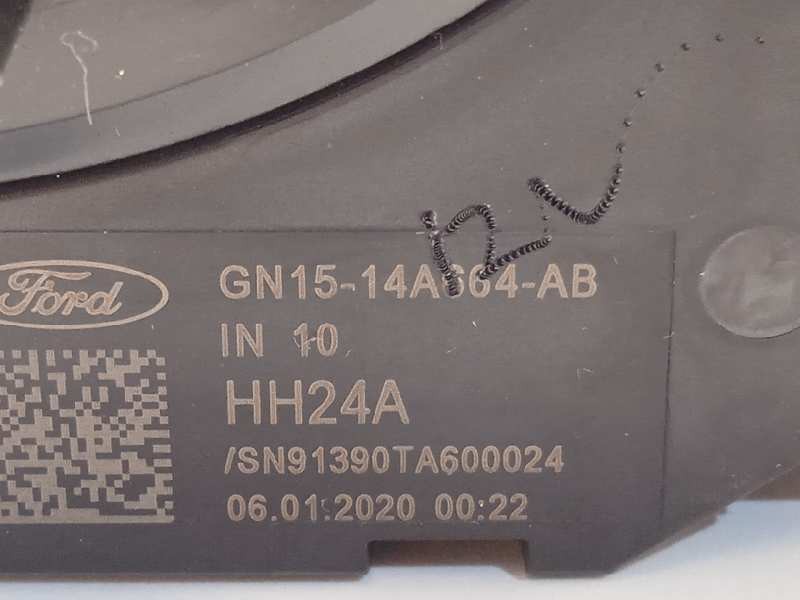 Ford
GN15-14A664-AB
IN 10
HH24A
/SN91390TA600024
06.01.2020 00:22